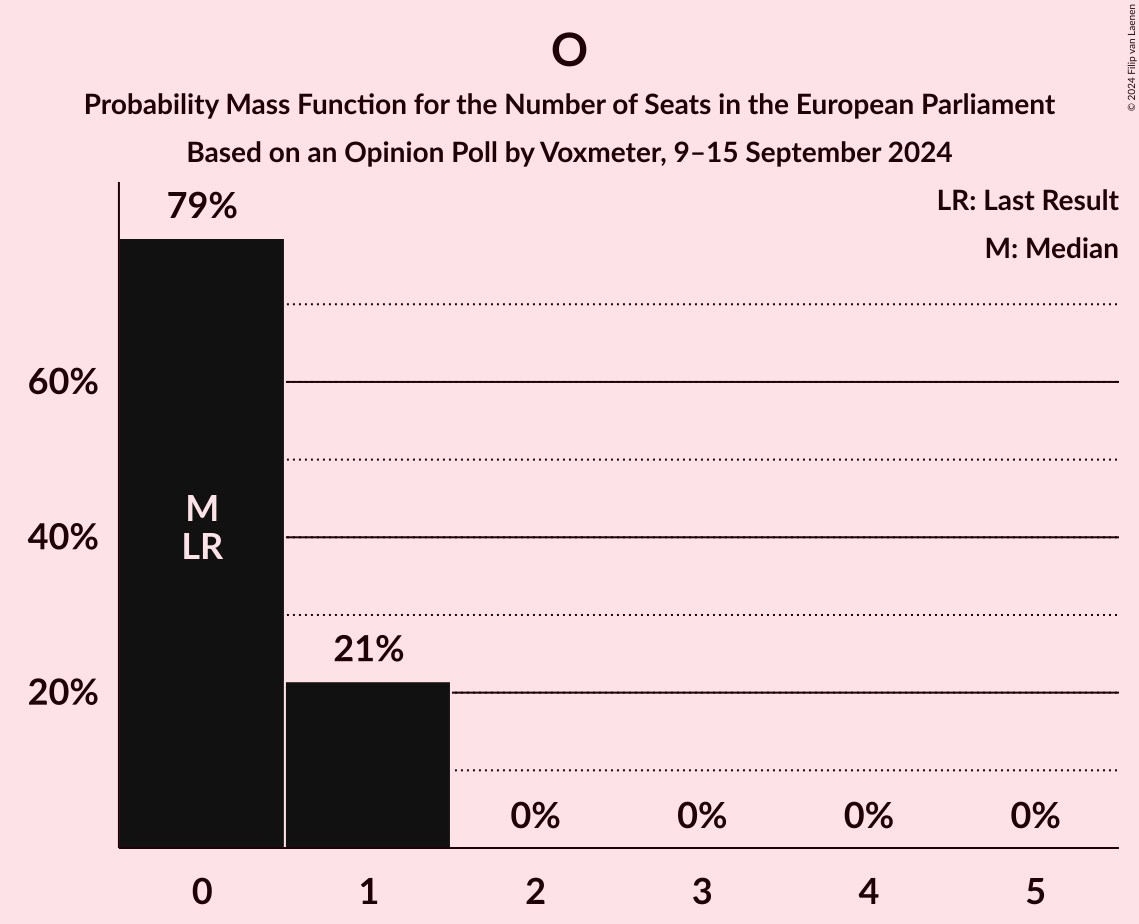 O
Probability Mass Function for the Number of Seats in the European Parliament
Based on an Opinion Poll by Voxmeter, 9–15 September 2024
© 2024 Filip van Laenen
LR: Last Result
M: Median
79%
60%
M
40%
LR
21%
20%
0% 0% 0% 0%
0 1 2 3 4 5